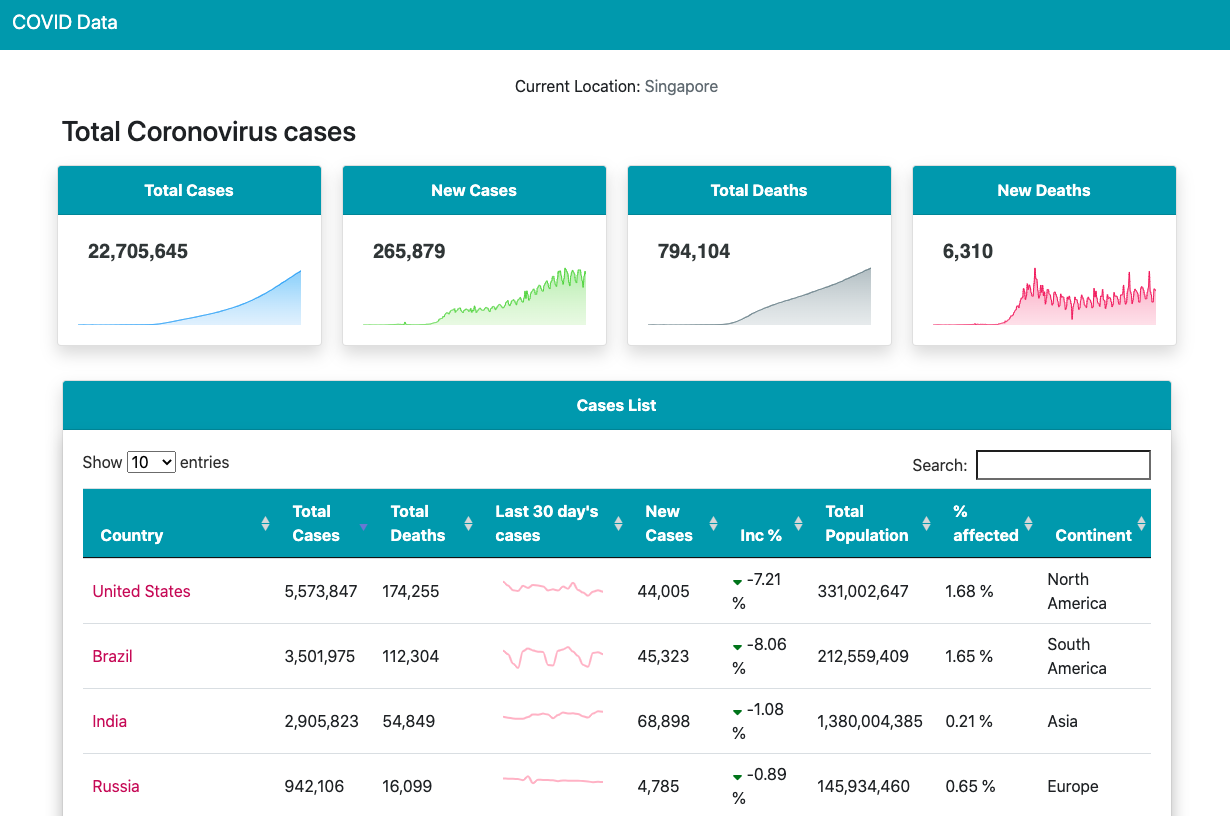 COVID Data
Current Location: Singapore
Total Coronovirus cases
Total Cases
New Cases
Total Deaths
New Deaths
22,705,645
265,879
794,104
6,310
Cases List
Show 10 entries
Search:
Country
Total Cases
Total Deaths
Last 30 day's cases
New Cases
Inc %
Total Population
% affected
Continent
United States 5,573,847 174,255 44,005 -7.21 % 331,002,647 1.68 % North America
Brazil 3,501,975 112,304 45,323 -8.06 % 212,559,409 1.65 % South America
India 2,905,823 54,849 68,898 -1.08 % 1,380,004,385 0.21 % Asia
Russia 942,106 16,099 4,785 -0.89 % 145,934,460 0.65 % Europe